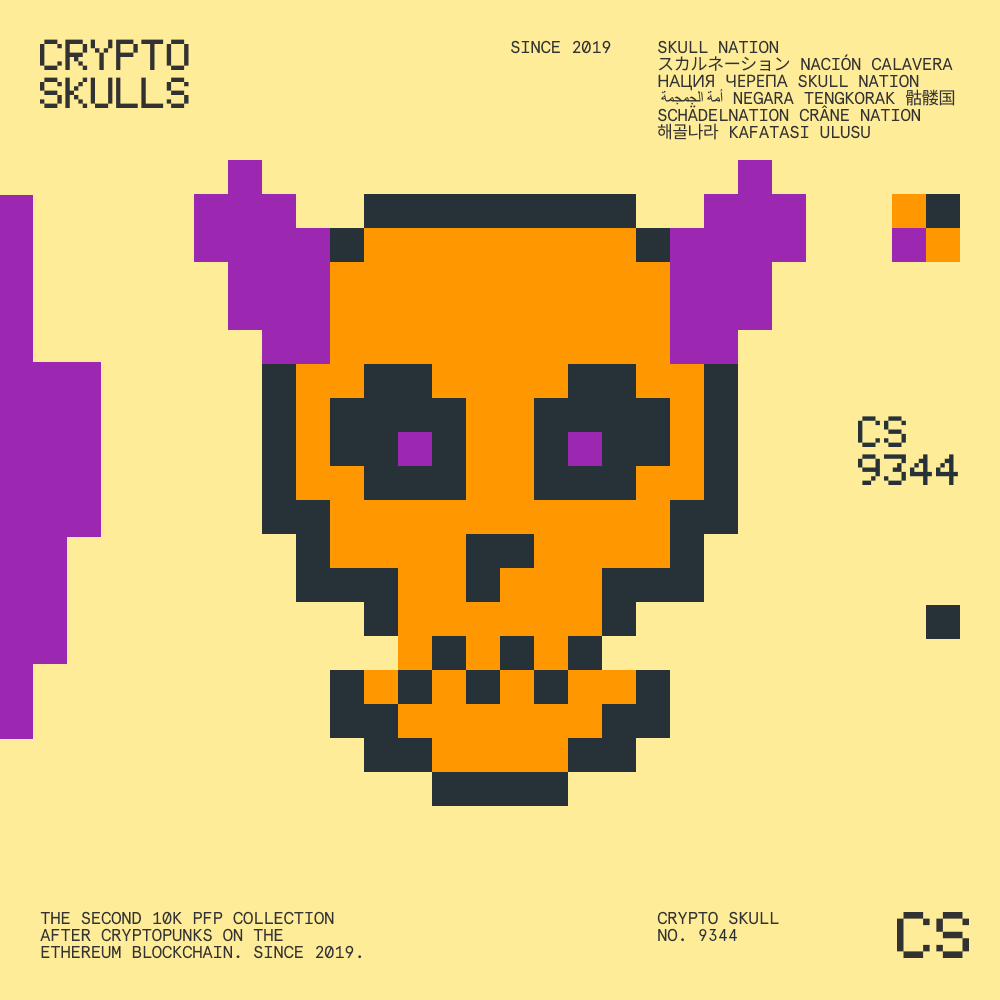 CRYPTO
SKULLS
SINCE 2019
SKULL NATION
スカルネーション NACIÓN CALAVERA
НАЦИЯ ЧЕРЕПА SKULL NATION
أمة الجمجمة NEGARA TENGKORAK 骷髅国
SCHÄDELNATION CRÂNE NATION
해골나라 KAFATASI ULUSU
CS
9344
THE SECOND 10K PFP COLLECTION
AFTER CRYPTOPUNKS ON THE
ETHEREUM BLOCKCHAIN. SINCE 2019.
CRYPTO SKULL
NO. 9344
CS